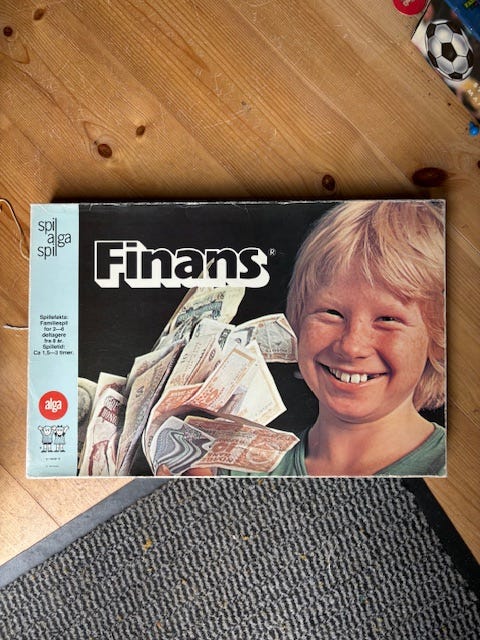 spil
alga
spil
Finans®
Spillefakta:
Familiespil
for 2—6
deltagere
fra 8 år.
Spilletid:
Ca 1,5—3 timer.
alga